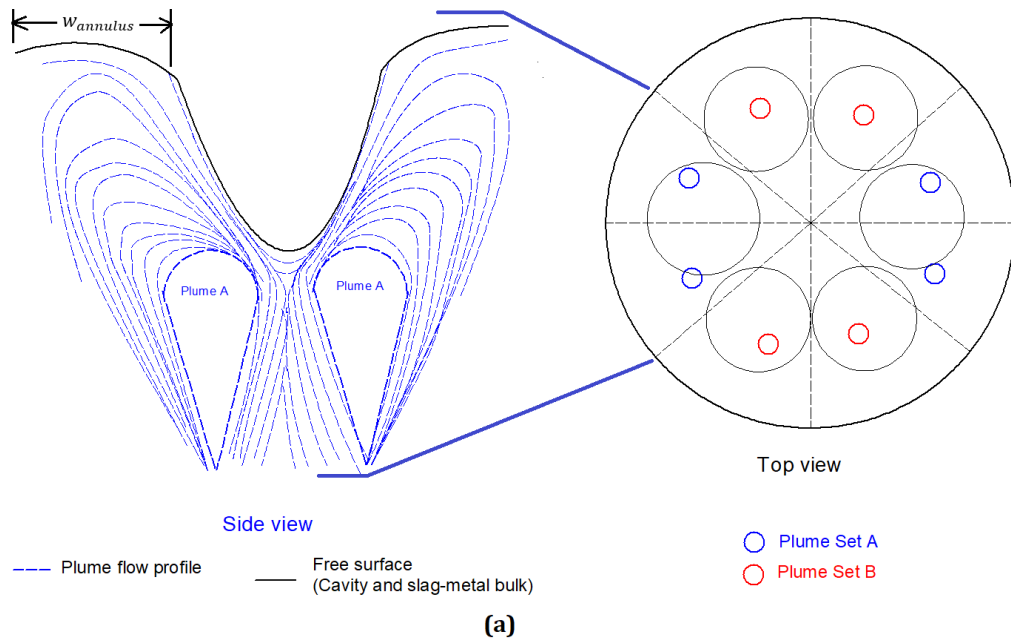 w_annulus
Plume A
Plume A
Side view
Plume flow profile
Free surface
(Cavity and slag-metal bulk)
Top view
Plume Set A
Plume Set B
(a)